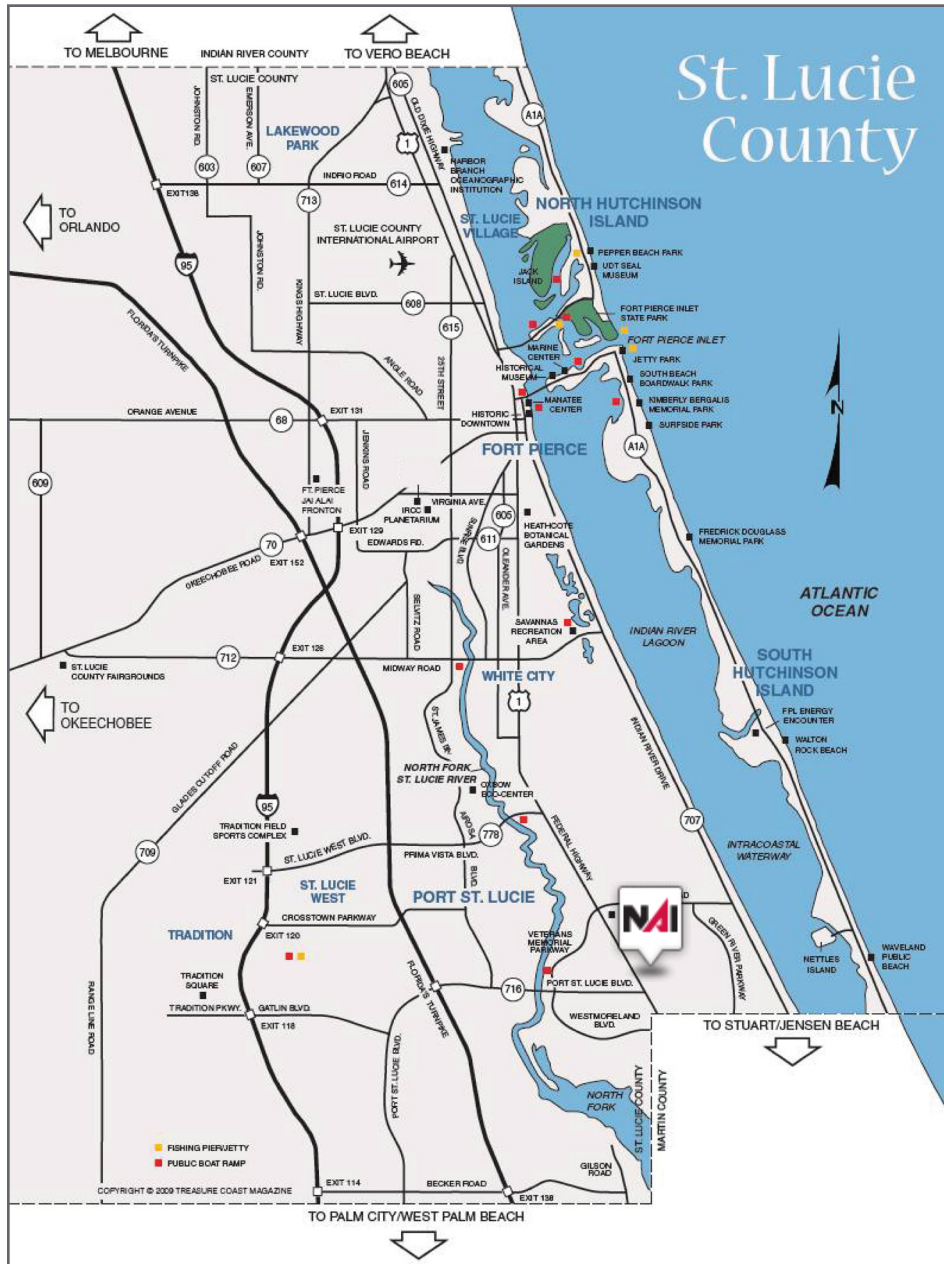 TO MELBOURNE
INDIAN RIVER COUNTY
TO VERO BEACH
ST. LUCIE COUNTY
St. Lucie
County
605
OLD DIXIE HIGHWAY
A1A
JOHNSTON RD.
EMERSON AVE.
LAKEWOOD
PARK
1
HARBOR
BRANCH
OCEANOGRAPHIC
INSTITUTION
603
607
INDRIO ROAD
614
EXIT138
713
TO
ORLANDO
NORTH HUTCHINSON
ISLAND
ST. LUCIE
VILLAGE
ST. LUCIE COUNTY
INTERNATIONAL AIRPORT
PEPPER BEACH PARK
UDT SEAL
MUSEUM
JACK
ISLAND
95
JOHNSTON RD.
KINGS HIGHWAY
ST. LUCIE BLVD.
608
FORT PIERCE INLET
STATE PARK
FLORIDA'S TURNPIKE
615
25TH STREET
FORT PIERCE INLET
MARINE
CENTER
JETTY PARK
HISTORICAL
MUSEUM
ANGLE ROAD
SOUTH BEACH
BOARDWALK PARK
MANATEE
CENTER
KIMBERLY BERGALIS
MEMORIAL PARK
N
ORANGE AVENUE
68
EXIT 131
HISTORIC
DOWNTOWN
SURFSIDE PARK
A1A
JENKINS ROAD
FORT PIERCE
609
FT. PIERCE
JAI ALAI
FRONTON
VIRGINIA AVE.
IRCC
PLANETARIUM
SUNRISE BLVD.
605
HEATHCOTE
BOTANICAL
GARDENS
EXIT 129
EDWARDS RD.
611
FREDRICK DOUGLASS
MEMORIAL PARK
70
OKEECHOBEE ROAD
EXIT 152
OLEANDER AVE.
SELVITZ ROAD
ATLANTIC
OCEAN
SAVANNAS
RECREATION
AREA
INDIAN RIVER
LAGOON
EXIT 126
712
MIDWAY ROAD
WHITE CITY
ST. LUCIE
COUNTY FAIRGROUNDS
SOUTH
HUTCHINSON
ISLAND
TO
OKEECHOBEE
1
ST. JAMES DR.
INDIAN RIVER DRIVE
FPL ENERGY
ENCOUNTER
WALTON
ROCK BEACH
GLADES CUTOFF ROAD
NORTH FORK
ST. LUCIE RIVER
OXBOW
ECO-CENTER
95
AIROSA
BLVD.
FEDERAL HIGHWAY
TRADITION FIELD
SPORTS COMPLEX
778
707
709
ST. LUCIE WEST BLVD.
PRIMA VISTA BLVD.
INTRACOASTAL
WATERWAY
EXIT 121
ST. LUCIE
WEST
PORT ST. LUCIE
NAI
D
CROSSTOWN PARKWAY
GREEN RIVER PARKWAY
TRADITION
EXIT 120
VETERANS
MEMORIAL
PARKWAY
NETTLES
ISLAND
WAVELAND
PUBLIC
BEACH
TRADITION
SQUARE
FLORIDA'S TURNPIKE
716
PORT ST. LUCIE BLVD.
RANGE LINE ROAD
TRADITION PKWY.
GATLIN BLVD.
EXIT 118
WESTMORELAND
BLVD.
TO STUART/JENSEN BEACH
PORT ST. LUCIE BLVD.
NORTH
FORK
ST. LUCIE COUNTY
MARTIN COUNTY
FISHING PIER/JETTY
PUBLIC BOAT RAMP
GILSON
ROAD
COPYRIGHT © 2009 TREASURE COAST MAGAZINE
EXIT 114
BECKER ROAD
EXIT 138
TO PALM CITY/WEST PALM BEACH